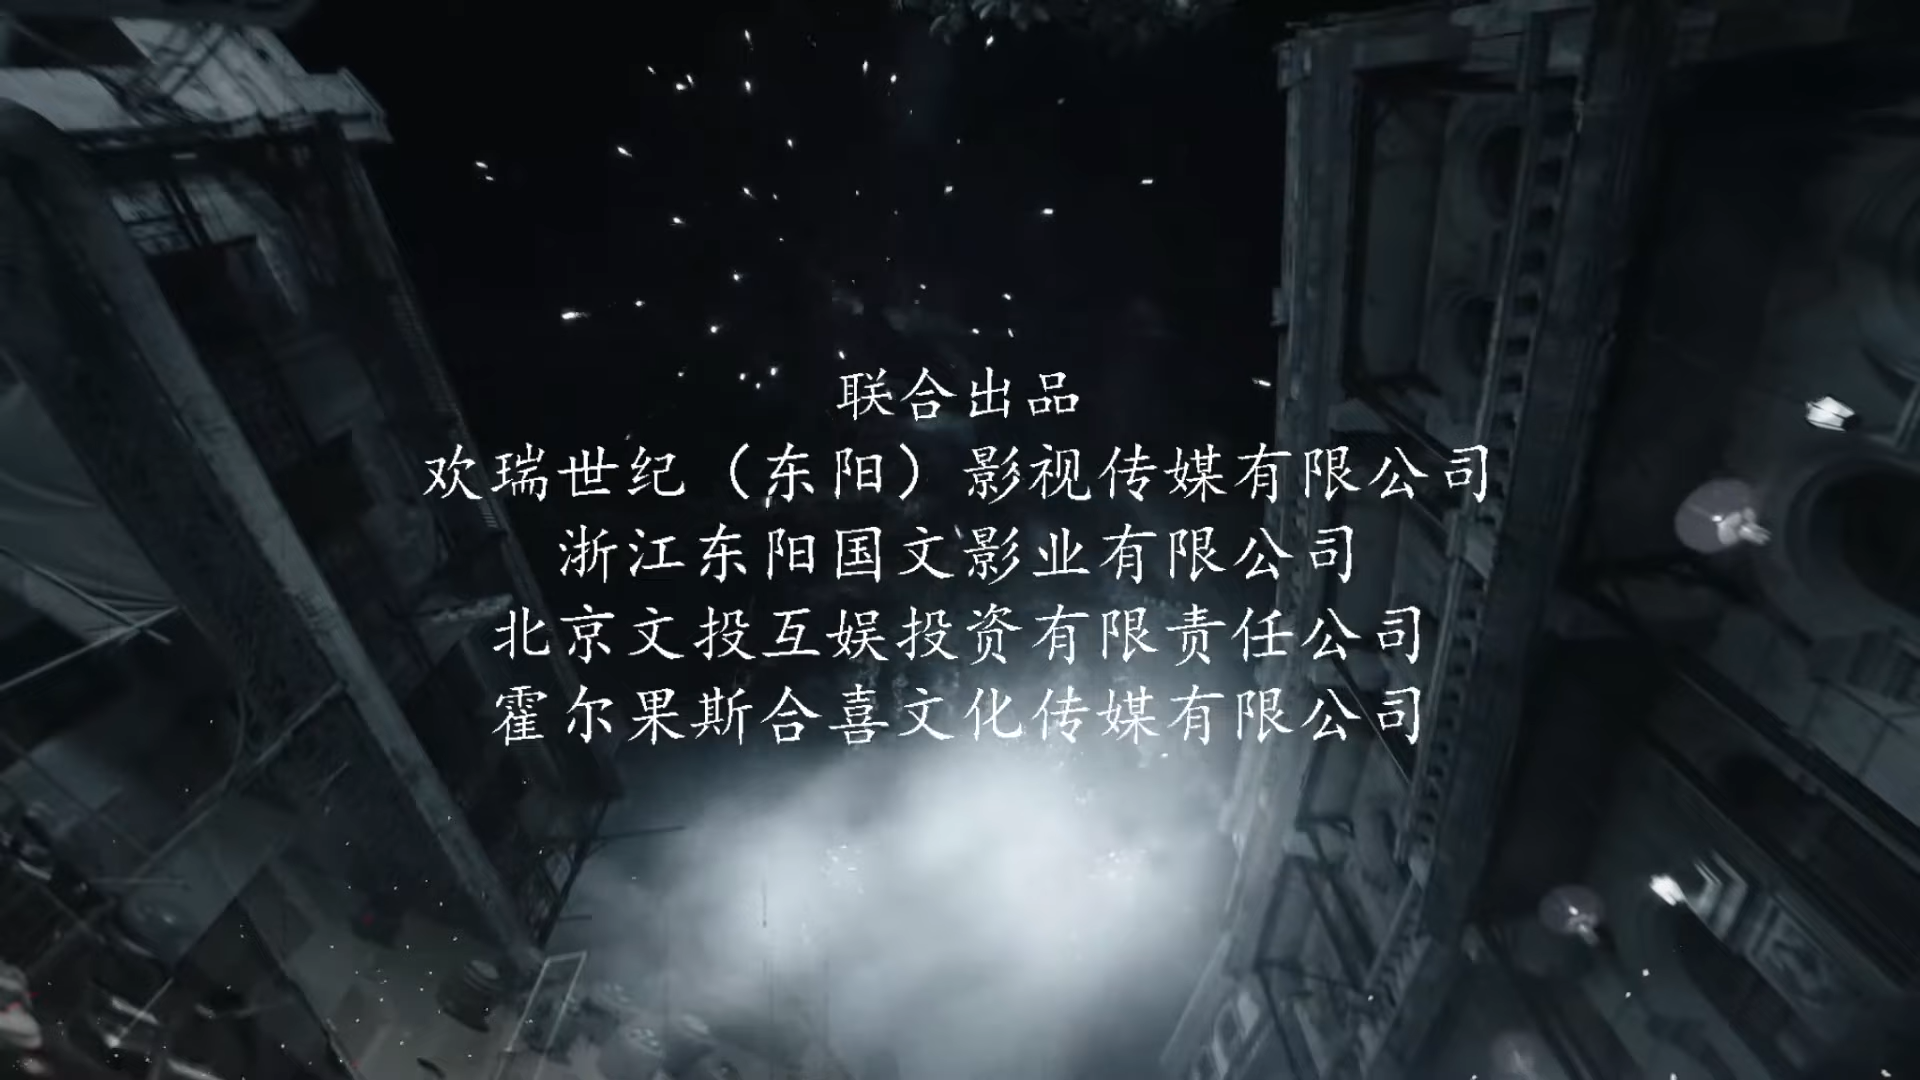 联合出品
欢瑞世纪（东阳）影视传媒有限公司
浙江东阳国文影业有限公司
北京文投互娱投资有限责任公司
霍尔果斯合喜文化传媒有限公司